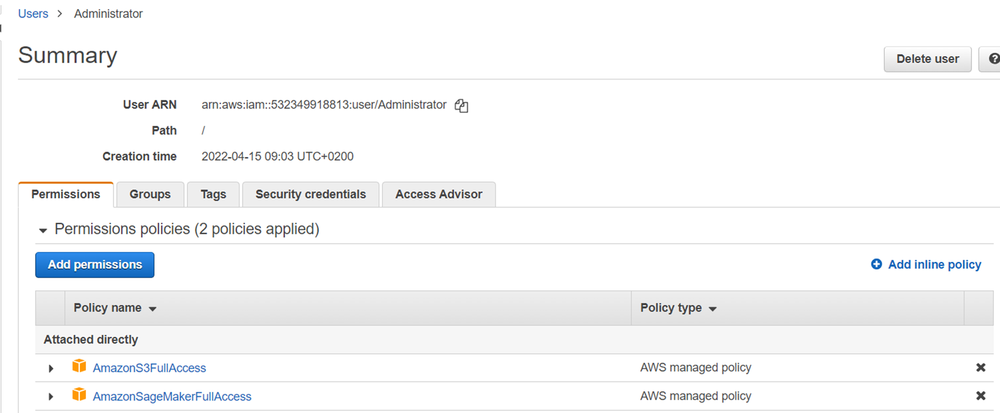 Users > Administrator
Summary
Delete user
User ARN arn:aws:iam::532349918813:user/Administrator
Path /
Creation time 2022-04-15 09:03 UTC+0200
Permissions Groups Tags Security credentials Access Advisor
Permissions policies (2 policies applied)
Add permissions Add inline policy
Policy name Policy type
Attached directly
AmazonS3FullAccess AWS managed policy
AmazonSageMakerFullAccess AWS managed policy